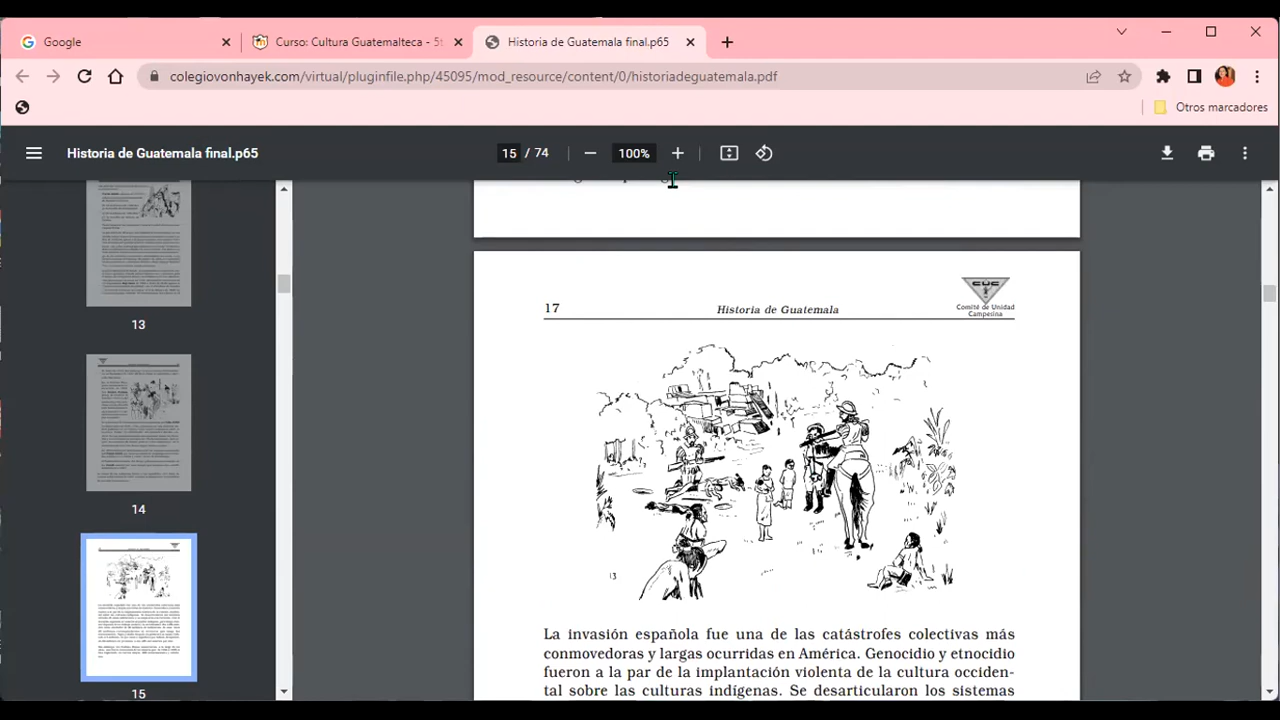 Google
Curso: Cultura Guatemalteca - 5t
Historia de Guatemala final.p65
colegiovonhayek.com/virtual/pluginfile.php/45095/mod_resource/content/0/historiadeguatemala.pdf
Otros marcadores
Historia de Guatemala final.p65
15 / 74
100%
13
14
15
17
Historia de Guatemala
CUC
Comité de Unidad
Campesina
13
La invasión española fue una de las catástrofes colectivas más
conmovedoras y largas ocurridas en América. Genocidio y etnocidio
fueron a la par de la implantación violenta de la cultura occiden-
tal sobre las culturas indígenas. Se desarticularon los sistemas